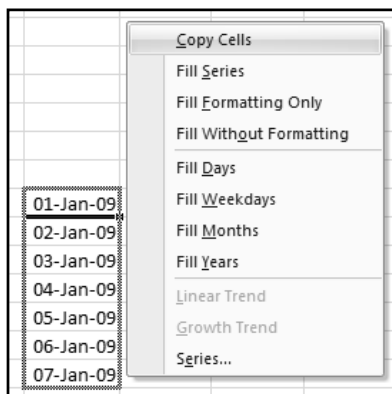 Copy Cells
Fill Series
Fill Formatting Only
Fill Without Formatting
Fill Days
Fill Weekdays
Fill Months
Fill Years
Linear Trend
Growth Trend
Series...
01-Jan-09
02-Jan-09
03-Jan-09
04-Jan-09
05-Jan-09
06-Jan-09
07-Jan-09